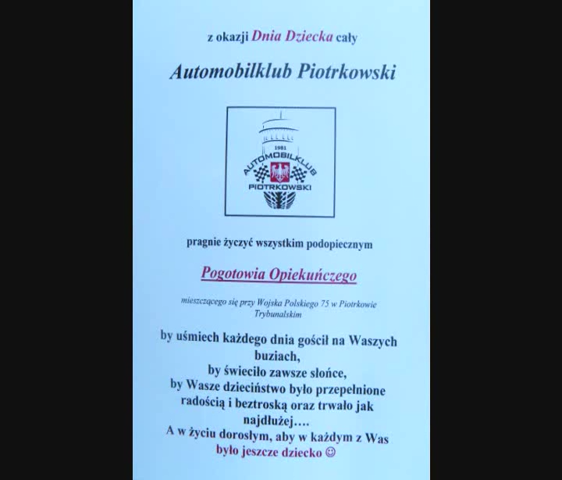 z okazji Dnia Dziecka cały
Automobilklub Piotrkowski
1981
AUTOMOBILKLUB
PIOTRKOWSKI
pragnie życzyć wszystkim podopiecznym
Pogotowia Opiekuńczego
mieszczącego się przy Wojska Polskiego 75 w Piotrkowie
Trybunalskim
by uśmiech każdego dnia gościł na Waszych
buziach,
by świeciło zawsze słońce,
by Wasze dzieciństwo było przepełnione
radością i beztroską oraz trwało jak
najdłużej….
A w życiu dorosłym, aby w każdym z Was
było jeszcze dziecko ☺